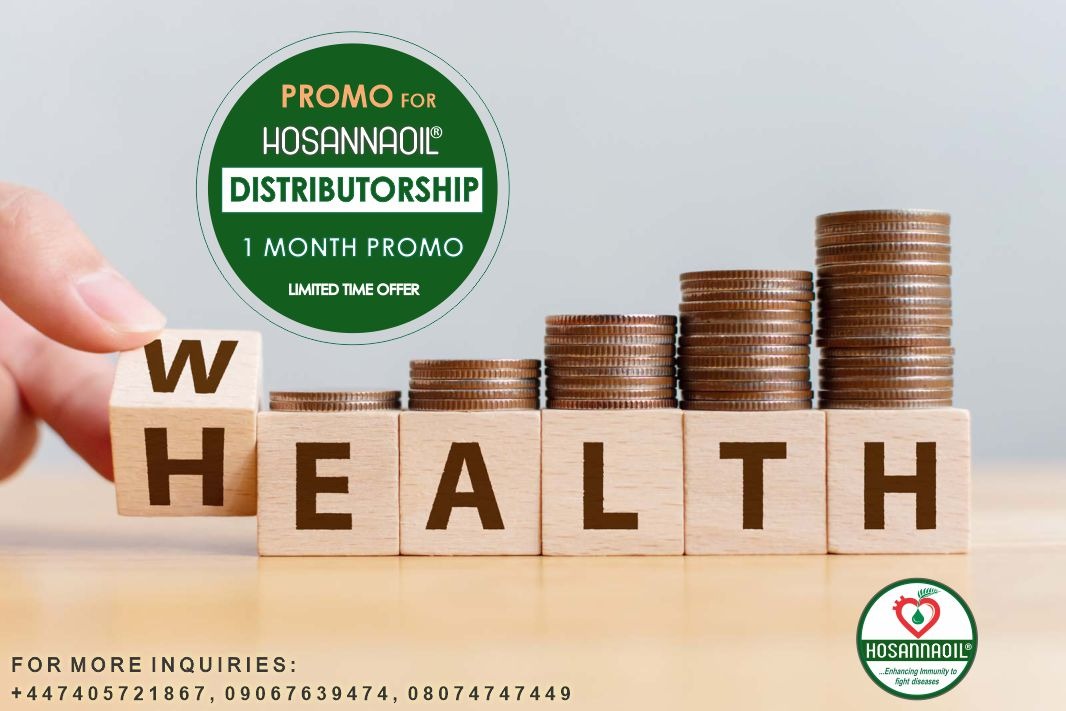 PROMO FOR
HOSANNAOIL®
DISTRIBUTORSHIP
1 MONTH PROMO
LIMITED TIME OFFER
W
HEALTH
HOSANNAOIL®
...Enhancing Immunity to
fight diseases
FOR MORE INQUIRIES:
+447405721867, 09067639474, 08074747449